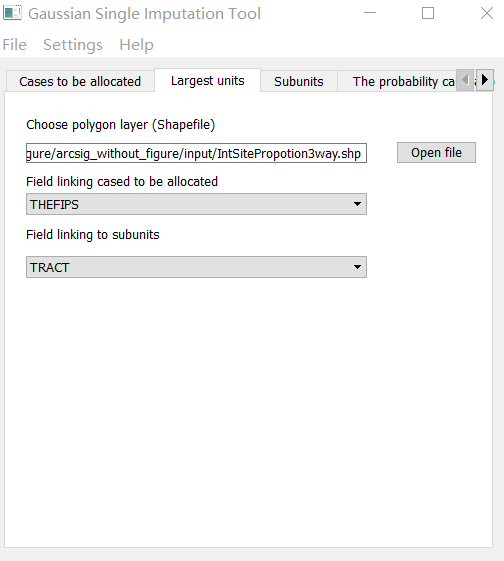 Gaussian Single Imputation Tool
File Settings Help
Cases to be allocated Largest units Subunits The probability ca
Choose polygon layer (Shapefile)
gure/arcsig_without_figure/input/IntSitePropotion3way.shp Open file
Field linking cased to be allocated
THEFIPS
Field linking to subunits
TRACT